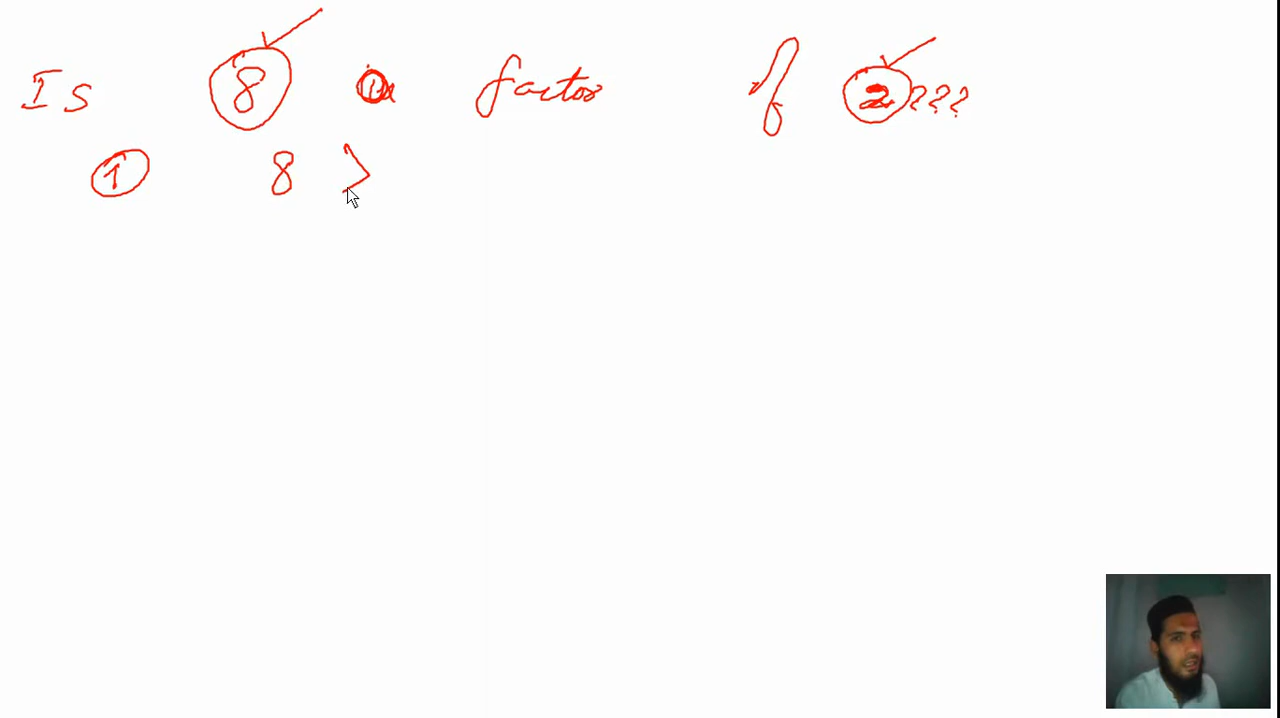 Is 8 a factor of 2???
① 8 >